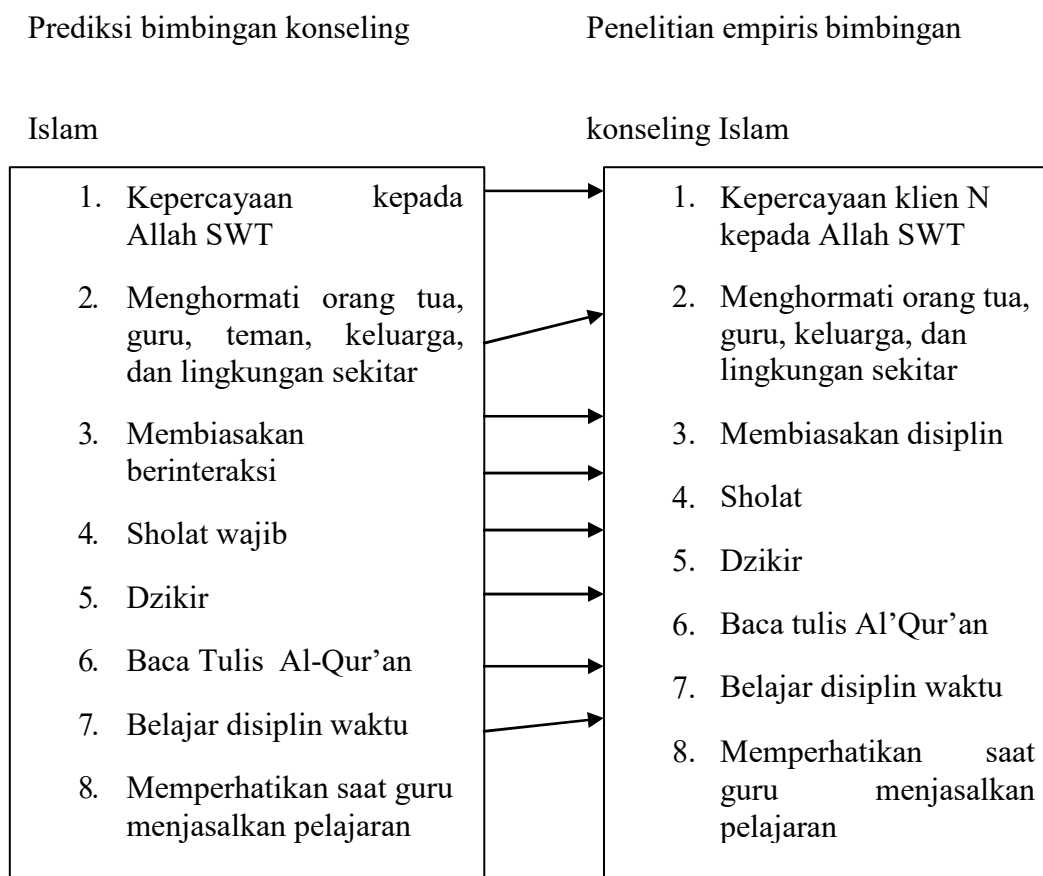 Prediksi bimbingan konseling
Islam
1. Kepercayaan kepada
Allah SWT
2. Menghormati orang tua,
guru, teman, keluarga,
dan lingkungan sekitar
3. Membiasakan
berinteraksi
4. Sholat wajib
5. Dzikir
6. Baca Tulis Al-Qur’an
7. Belajar disiplin waktu
8. Memperhatikan saat guru
menjasalkan pelajaran
Penelitian empiris bimbingan
konseling Islam
1. Kepercayaan klien N
kepada Allah SWT
2. Menghormati orang tua,
guru, keluarga, dan
lingkungan sekitar
3. Membiasakan disiplin
4. Sholat
5. Dzikir
6. Baca tulis Al’Qur’an
7. Belajar disiplin waktu
8. Memperhatikan saat
guru menjasalkan
pelajaran